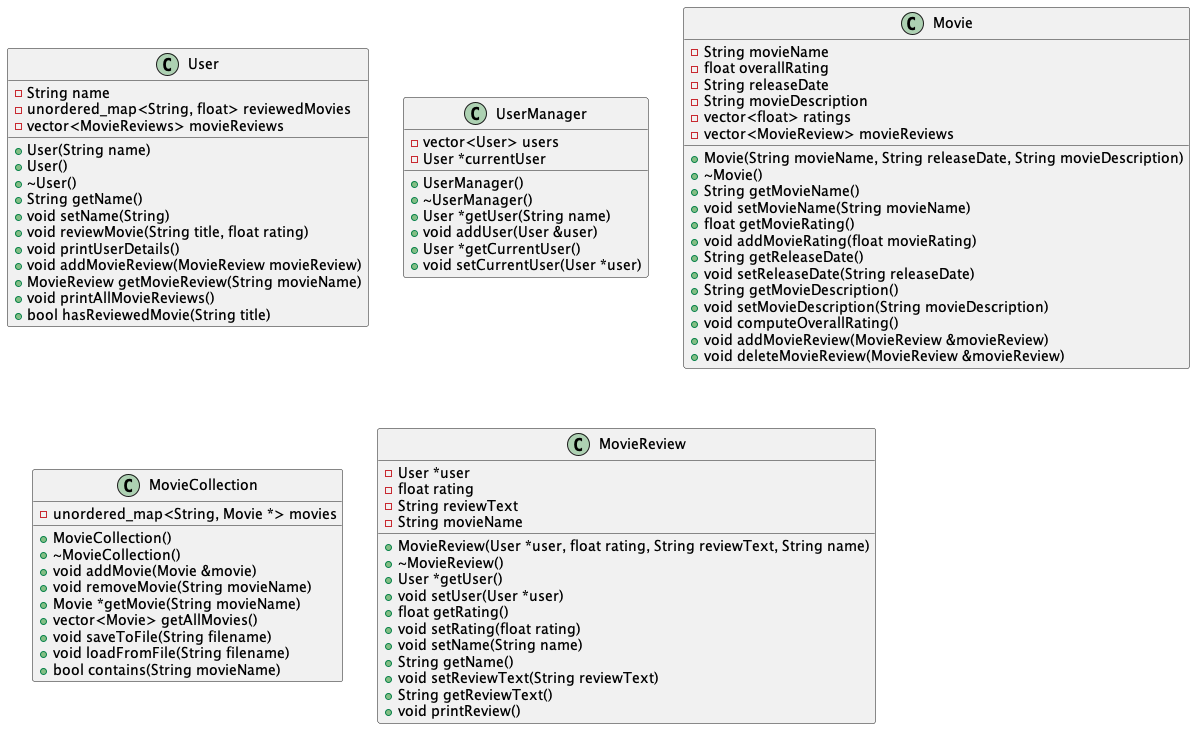 C User
String name
unordered_map<String, float> reviewedMovies
vector<MovieReviews> movieReviews
User(String name)
User()
~User()
String getName()
void setName(String)
void reviewMovie(String title, float rating)
void printUserDetails()
void addMovieReview(MovieReview movieReview)
MovieReview getMovieReview(String movieName)
void printAllMovieReviews()
bool hasReviewedMovie(String title)
C UserManager
vector<User> users
User *currentUser
UserManager()
~UserManager()
User *getUser(String name)
void addUser(User &user)
User *getCurrentUser()
void setCurrentUser(User *user)
C Movie
String movieName
float overallRating
String releaseDate
String movieDescription
vector<float> ratings
vector<MovieReview> movieReviews
Movie(String movieName, String releaseDate, String movieDescription)
~Movie()
String getMovieName()
void setMovieName(String movieName)
float getMovieRating()
void addMovieRating(float movieRating)
String getReleaseDate()
void setReleaseDate(String releaseDate)
String getMovieDescription()
void setMovieDescription(String movieDescription)
void computeOverallRating()
void addMovieReview(MovieReview &movieReview)
void deleteMovieReview(MovieReview &movieReview)
C MovieCollection
unordered_map<String, Movie *> movies
MovieCollection()
~MovieCollection()
void addMovie(Movie &movie)
void removeMovie(String movieName)
Movie *getMovie(String movieName)
vector<Movie> getAllMovies()
void saveToFile(String filename)
void loadFromFile(String filename)
bool contains(String movieName)
C MovieReview
User *user
float rating
String reviewText
String movieName
MovieReview(User *user, float rating, String reviewText, String name)
~MovieReview()
User *getUser()
void setUser(User *user)
float getRating()
void setRating(float rating)
void setName(String name)
String getName()
void setReviewText(String reviewText)
String getReviewText()
void printReview()